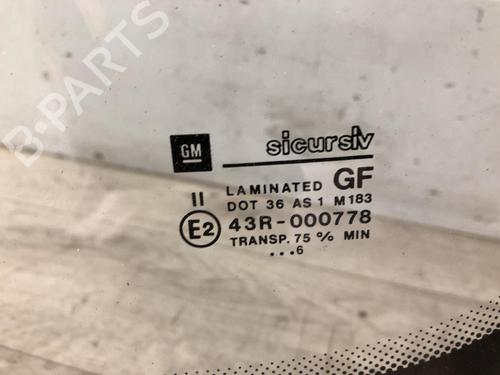 B-PARTS
GM
sicursiv
II
LAMINATED GF
DOT 36 AS 1 M183
E2 43R-000778
TRANSP. 75 % MIN
...6